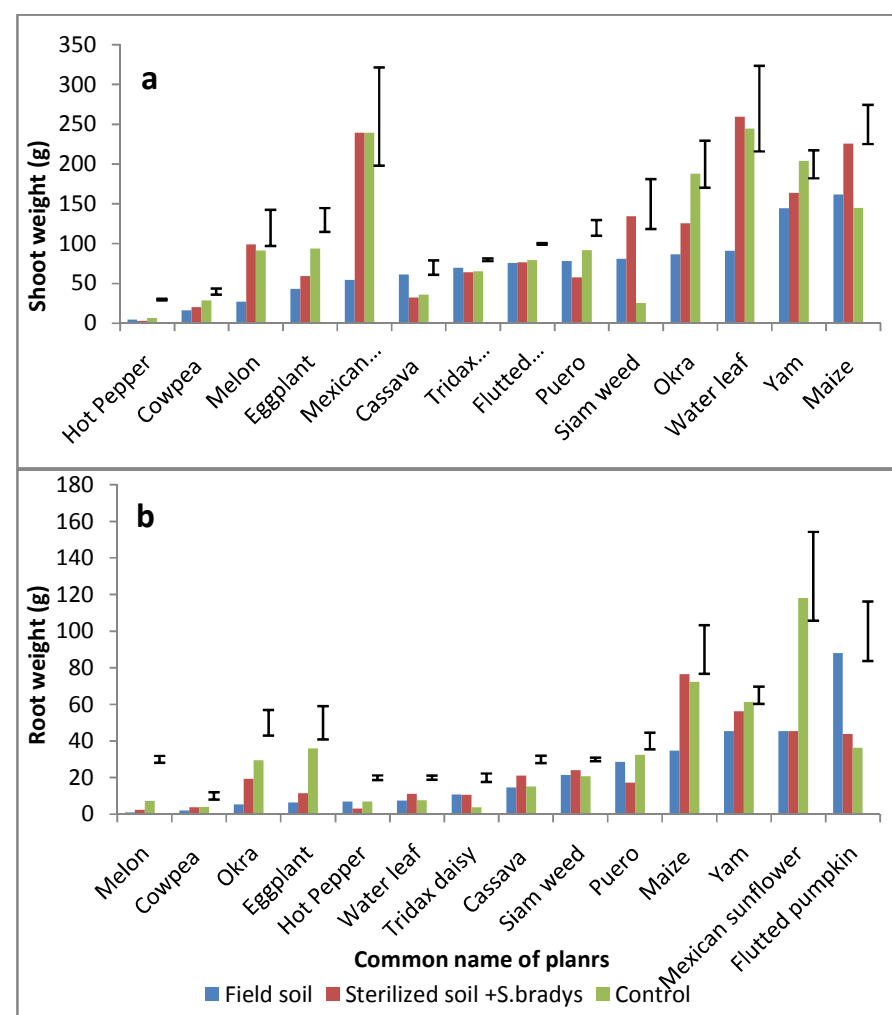 a
Shoot weight (g)
350
300
250
200
150
100
50
0
Hot Pepper
Cowpea
Melon
Eggplant
Mexican...
Cassava
Tridax...
Flutted...
Puero
Siam weed
Okra
Water leaf
Yam
Maize
b
Root weight (g)
180
160
140
120
100
80
60
40
20
0
Melon
Cowpea
Okra
Eggplant
Hot Pepper
Water leaf
Tridax daisy
Cassava
Siam weed
Puero
Maize
Yam
Mexican sunflower
Flutted pumpkin
Common name of planrs
Field soil Sterilized soil +S.bradys Control